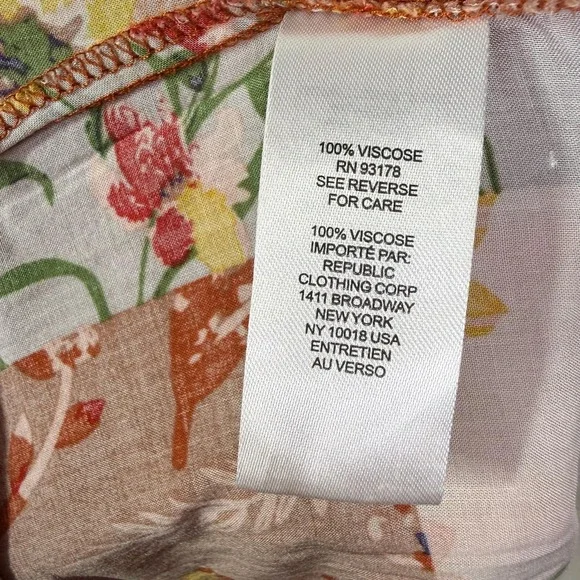 100% VISCOSE
RN 93178
SEE REVERSE
FOR CARE
100% VISCOSE
IMPORTÉ PAR:
REPUBLIC
CLOTHING CORP
1411 BROADWAY
NEW YORK
NY 10018 USA
ENTRETIEN
AU VERSO